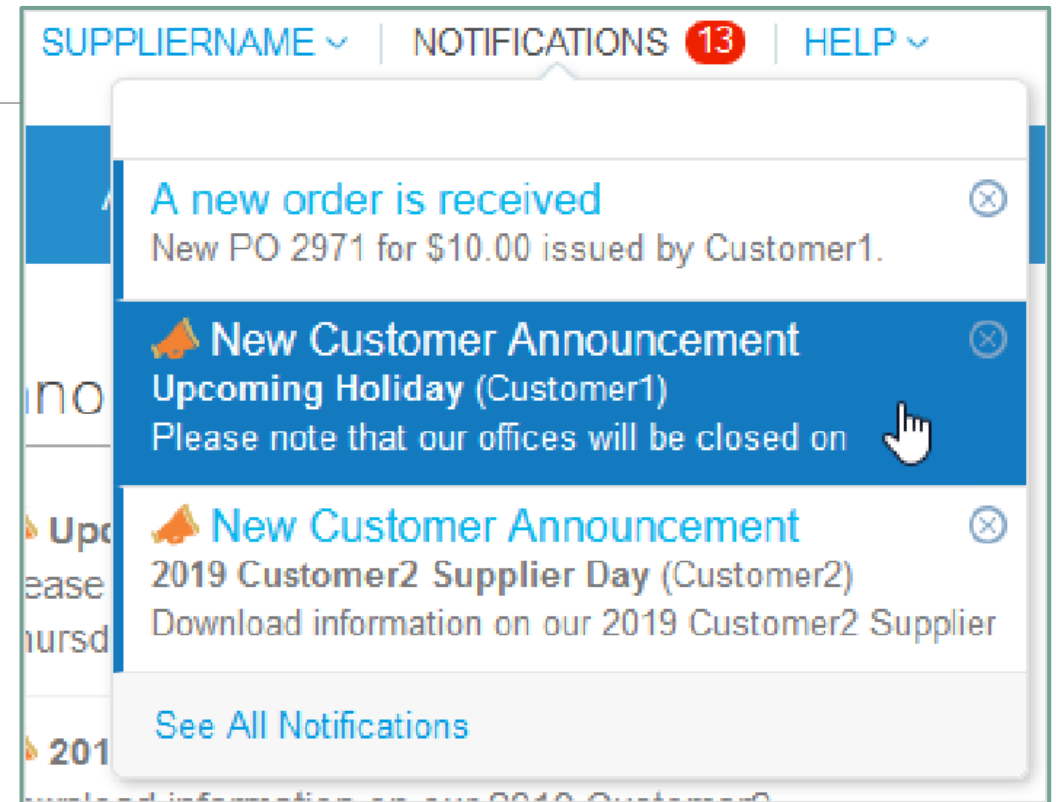 SUPPLIERNAME | NOTIFICATIONS 13 | HELP
A new order is received
New PO 2971 for $10.00 issued by Customer1.
New Customer Announcement
Upcoming Holiday (Customer1)
Please note that our offices will be closed on
New Customer Announcement
2019 Customer2 Supplier Day (Customer2)
Download information on our 2019 Customer2 Supplier
See All Notifications